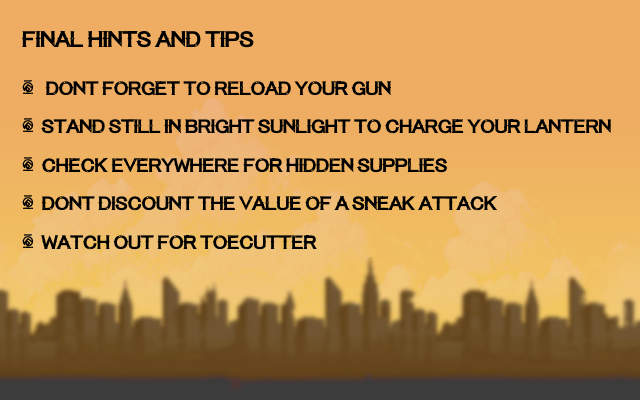 FINAL HINTS AND TIPS
DONT FORGET TO RELOAD YOUR GUN
STAND STILL IN BRIGHT SUNLIGHT TO CHARGE YOUR LANTERN
CHECK EVERYWHERE FOR HIDDEN SUPPLIES
DONT DISCOUNT THE VALUE OF A SNEAK ATTACK
WATCH OUT FOR TOECUTTER